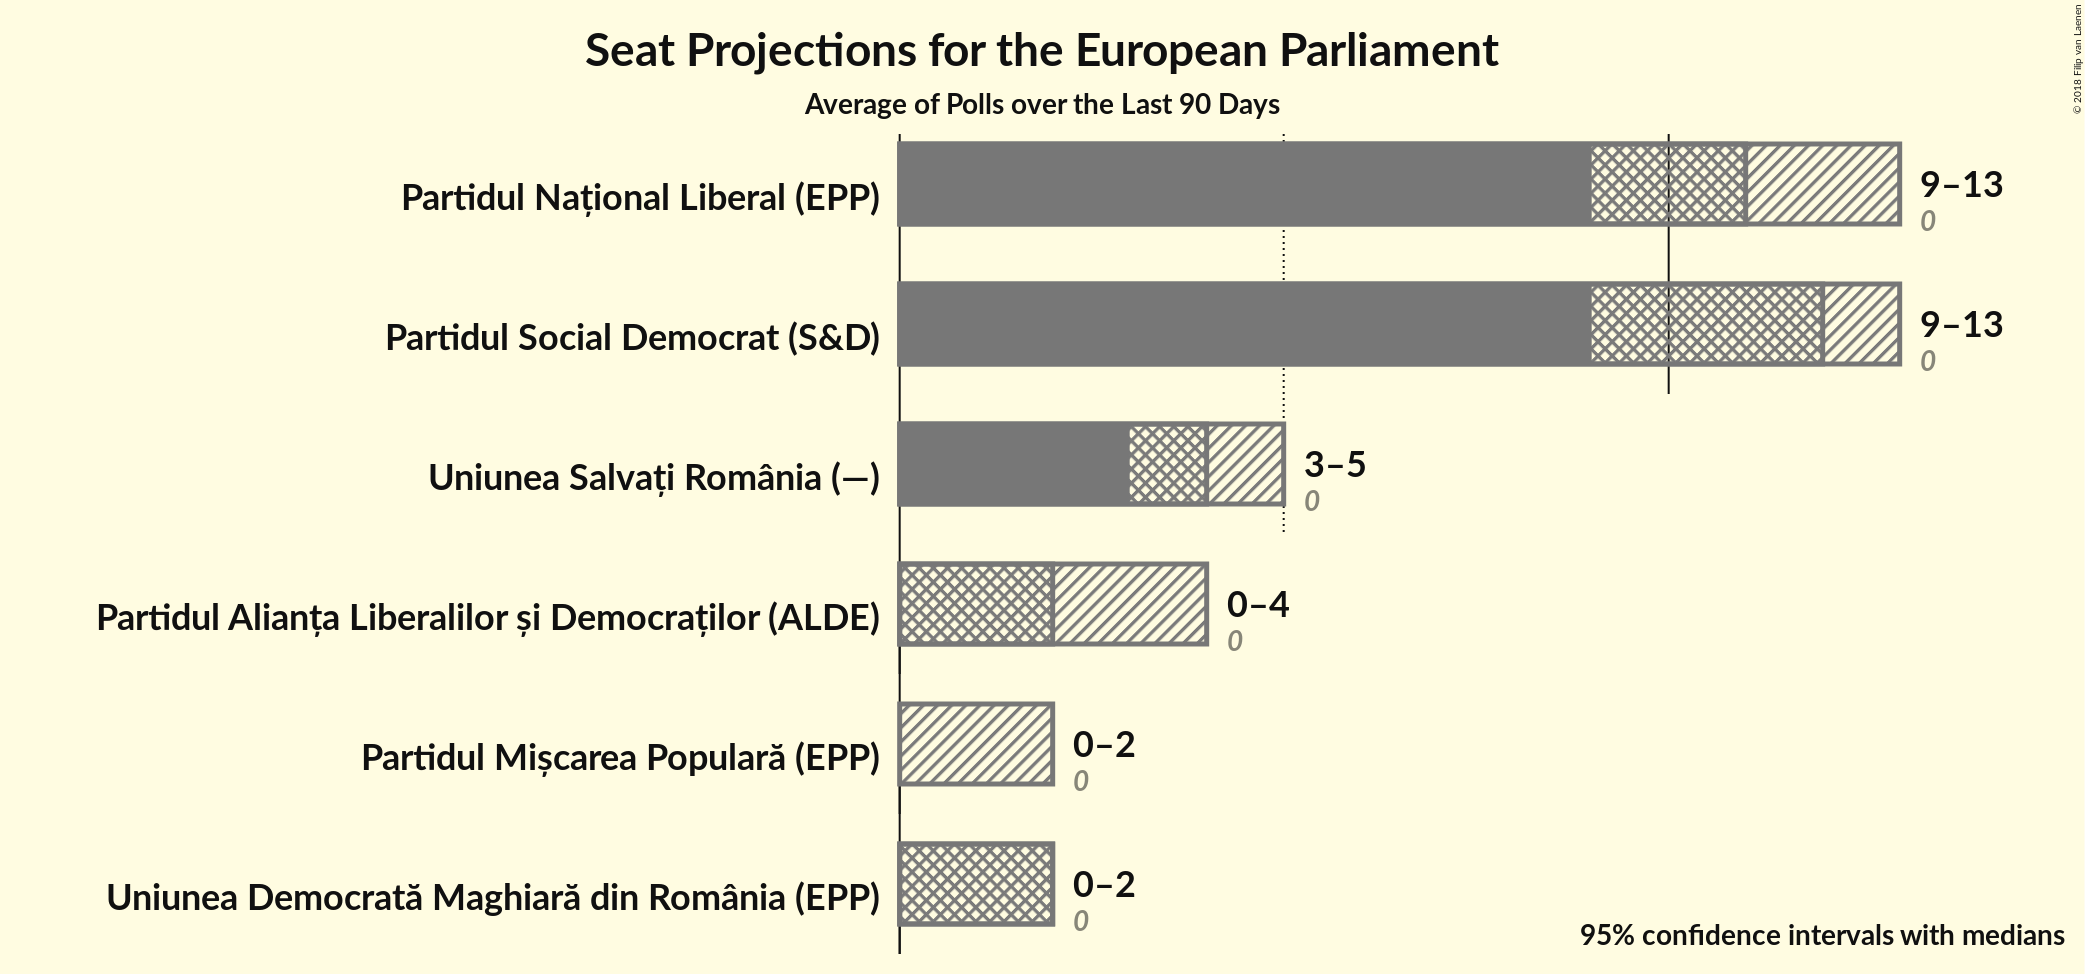 Seat Projections for the European Parliament
Average of Polls over the Last 90 Days
© 2018 Filip van Laenen
Partidul Național Liberal (EPP)
9–13
0
Partidul Social Democrat (S&D)
9–13
0
Uniunea Salvați România (—)
3–5
0
Partidul Alianța Liberalilor și Democraților (ALDE)
0–4
0
Partidul Mișcarea Populară (EPP)
0–2
0
Uniunea Democrată Maghiară din România (EPP)
0–2
0
95% confidence intervals with medians